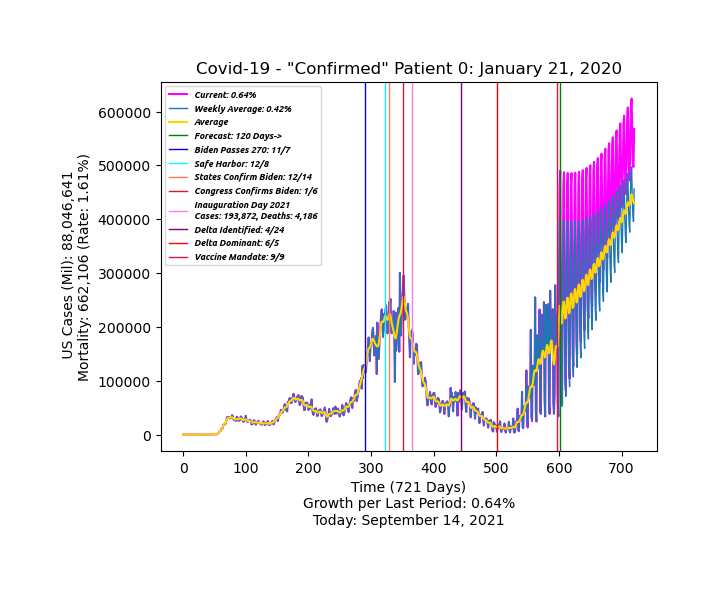 Covid-19 - "Confirmed" Patient 0: January 21, 2020
Current: 0.64%
Weekly Average: 0.42%
Average
Forecast: 120 Days->
Biden Passes 270: 11/7
Safe Harbor: 12/8
States Confirm Biden: 12/14
Congress Confirms Biden: 1/6
Inauguration Day 2021
Cases: 193,872, Deaths: 4,186
Delta Identified: 4/24
Delta Dominant: 6/5
Vaccine Mandate: 9/9
US Cases (Mil): 88,046,641
Mortality: 662,106 (Rate: 1.61%)
600000
500000
400000
300000
200000
100000
0
0 100 200 300 400 500 600 700
Time (721 Days)
Growth per Last Period: 0.64%
Today: September 14, 2021